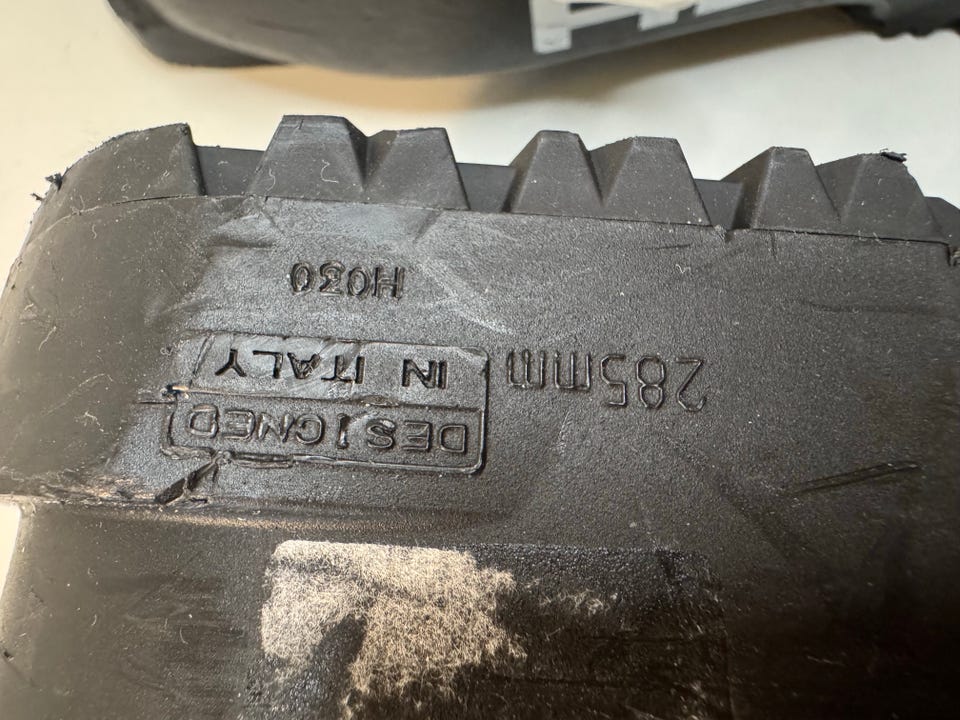 DESIGNED
IN ITALY
285mm
H030